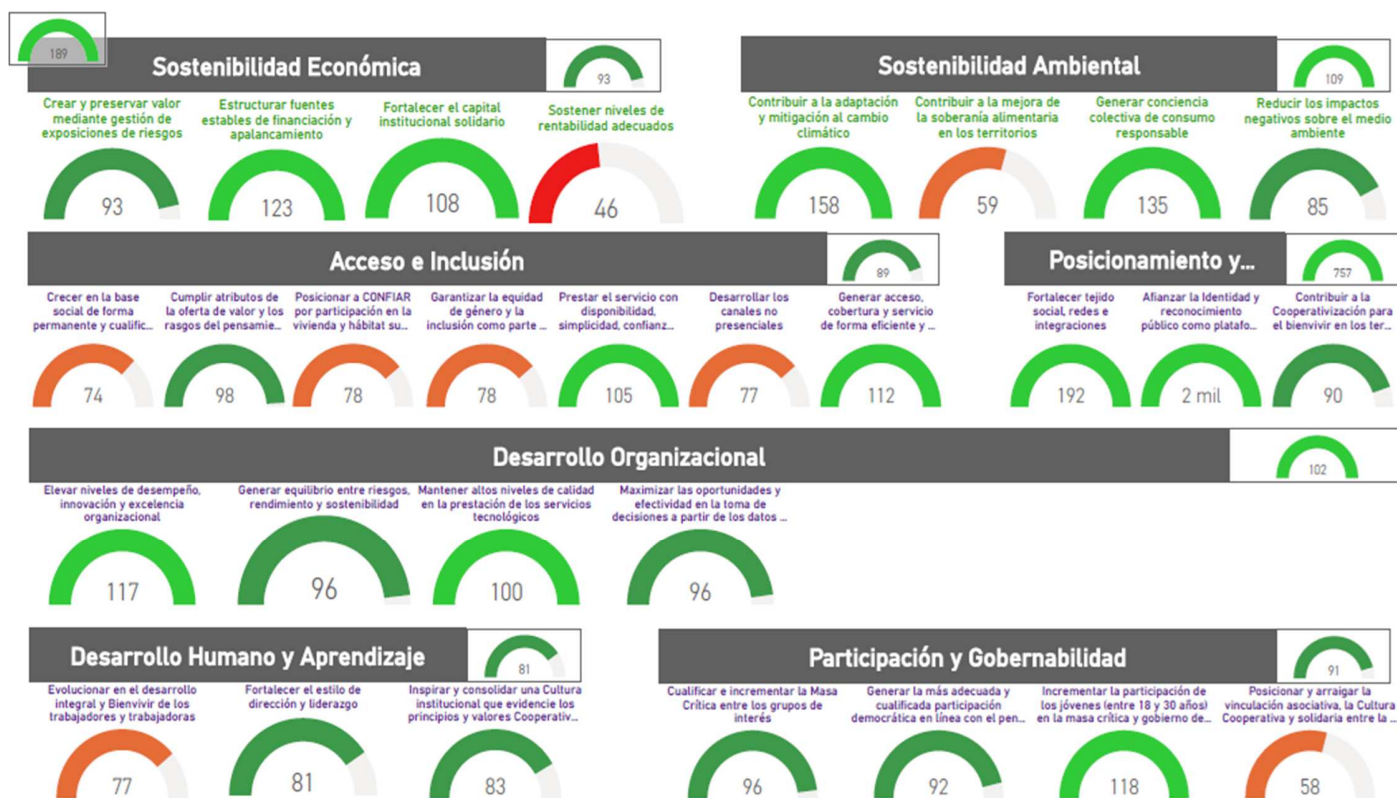 189
Sostenibilidad Económica
93
Crear y preservar valor
mediante gestión de
exposiciones de riesgos
93
Estructurar fuentes
estables de financiación y
apalancamiento
123
Fortalecer el capital
institucional solidario
108
Sostener niveles de
rentabilidad adecuados
46
Sostenibilidad Ambiental
109
Contribuir a la adaptación
y mitigación al cambio
climático
158
Contribuir a la mejora de
la soberanía alimentaria
en los territorios
59
Generar conciencia
colectiva de consumo
responsable
135
Reducir los impactos
negativos sobre el medio
ambiente
85
Acceso e Inclusión
89
Crecer en la base
social de forma
permanente y cualific...
74
Cumplir atributos de
la oferta de valor y los
rasgos del pensamie...
98
Posicionar a CONFIAR
por participación en la
vivienda y hábitat su...
78
Garantizar la equidad
de género y la
inclusión como parte ...
78
Prestar el servicio con
disponibilidad,
simplicidad, confianz...
105
Desarrollar los
canales no
presenciales
77
Generar acceso,
cobertura y servicio
de forma eficiente y ...
112
Posicionamiento y...
757
Fortalecer tejido
social, redes e
integraciones
192
Afianzar la Identidad y
reconocimiento
público como platafo...
2 mil
Contribuir a la
Cooperativización para
el bienvivir en los ter...
90
Desarrollo Organizacional
102
Elevar niveles de desempeño,
innovación y excelencia
organizacional
117
Generar equilibrio entre riesgos,
rendimiento y sostenibilidad
96
Mantener altos niveles de calidad
en la prestación de los servicios
tecnológicos
100
Maximizar las oportunidades y
efectividad en la toma de
decisiones a partir de los datos ...
96
Desarrollo Humano y Aprendizaje
81
Evolucionar en el desarrollo
integral y Bienvivir de los
trabajadores y trabajadoras
77
Fortalecer el estilo de
dirección y liderazgo
81
Inspirar y consolidar una Cultura
institucional que evidencie los
principios y valores Cooperativ...
83
Participación y Gobernabilidad
91
Cualificar e incrementar la Masa
Crítica entre los grupos de
interés
96
Generar la más adecuada y
cualificada participación
democrática en línea con el pen...
92
Incrementar la participación de
los jóvenes (entre 18 y 30 años)
en la masa crítica y gobierno de...
118
Posicionar y arraigar la
vinculación asociativa, la Cultura
Cooperativa y solidaria entre la ...
58